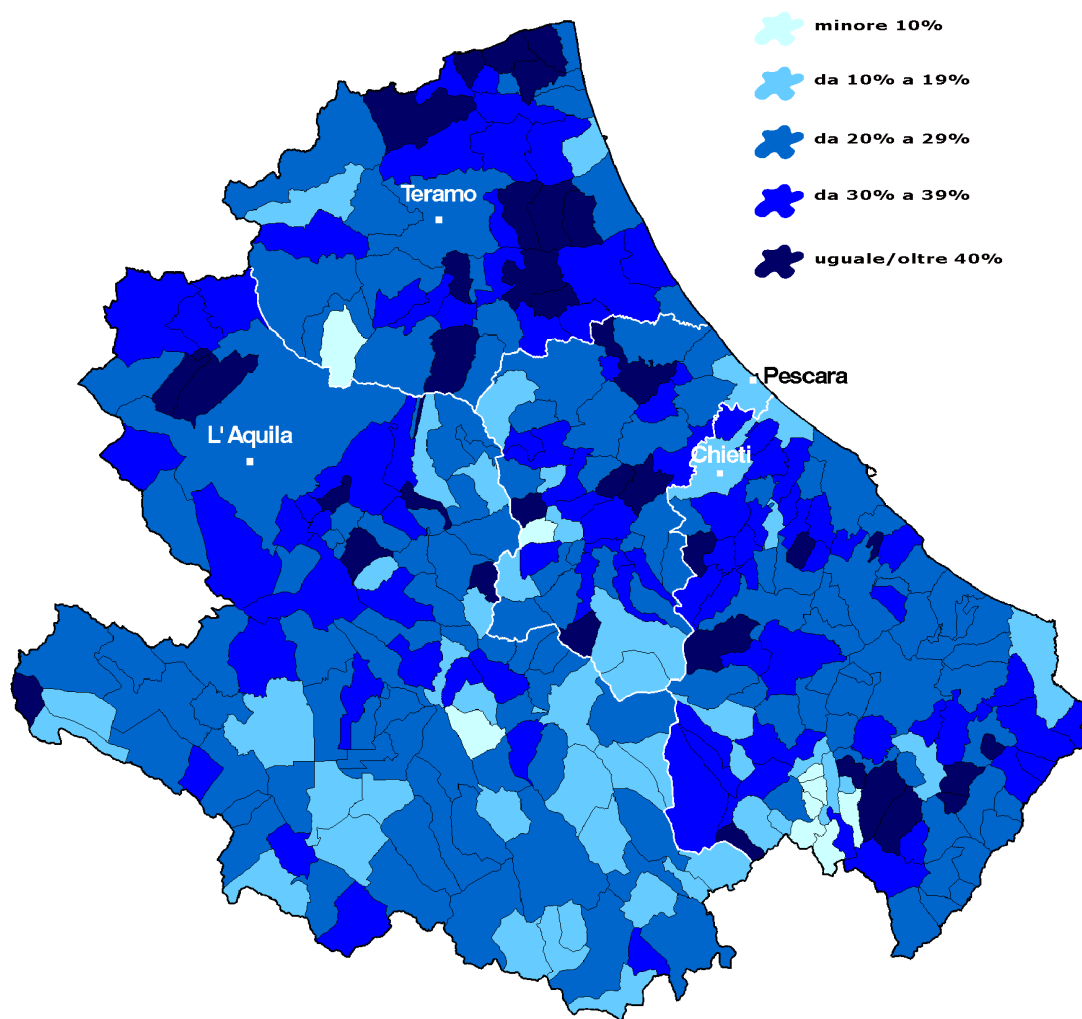 minore 10%
da 10% a 19%
da 20% a 29%
da 30% a 39%
uguale/oltre 40%
Teramo
Pescara
L' Aquila
Chieti